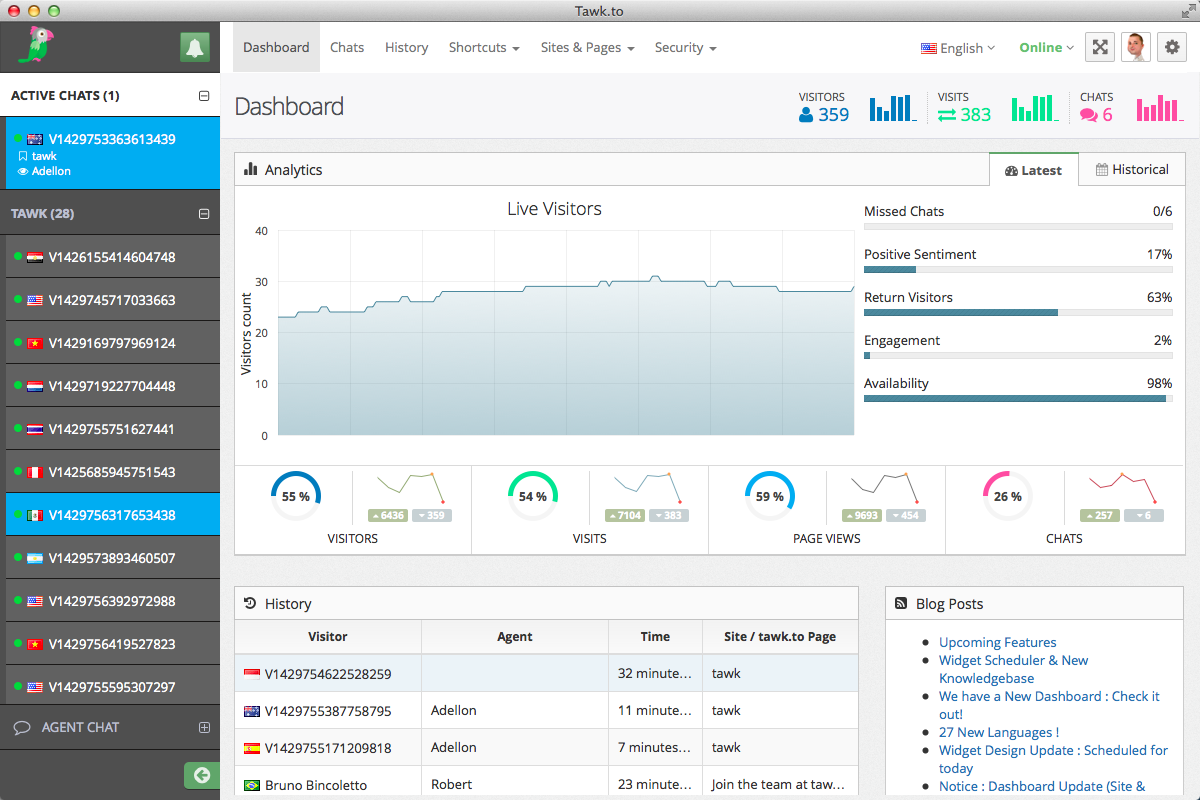 Tawk.to
Dashboard
Chats
History
Shortcuts
Sites & Pages
Security
English
Online
ACTIVE CHATS (1)
V1429753363613439
tawk
Adellon
TAWK (28)
V1426155414604748
V1429745717033663
V1429169797969124
V1429719227704448
V1429755751627441
V1425685945751543
V1429756317653438
V1429573893460507
V1429756392972988
V1429756419527823
V1429755595307297
AGENT CHAT
Dashboard
VISITORS
359
VISITS
383
CHATS
6
Analytics
Latest
Historical
Live Visitors
Visitors count
40
30
20
10
0
Missed Chats 0/6
Positive Sentiment 17%
Return Visitors 63%
Engagement 2%
Availability 98%
55 %
6436 359
VISITORS
54 %
7104 383
VISITS
59 %
9693 454
PAGE VIEWS
26 %
257 6
CHATS
History
Visitor Agent Time Site / tawk.to Page
V1429754622528259 32 minute... tawk
V1429755387758795 Adellon 11 minute... tawk
V1429755171209818 Adellon 7 minutes... tawk
Bruno Bincoletto Robert 23 minute... Join the team at taw...
Blog Posts
Upcoming Features
Widget Scheduler & New
Knowledgebase
We have a New Dashboard : Check it
out!
27 New Languages !
Widget Design Update : Scheduled for
today
Notice : Dashboard Update (Site &